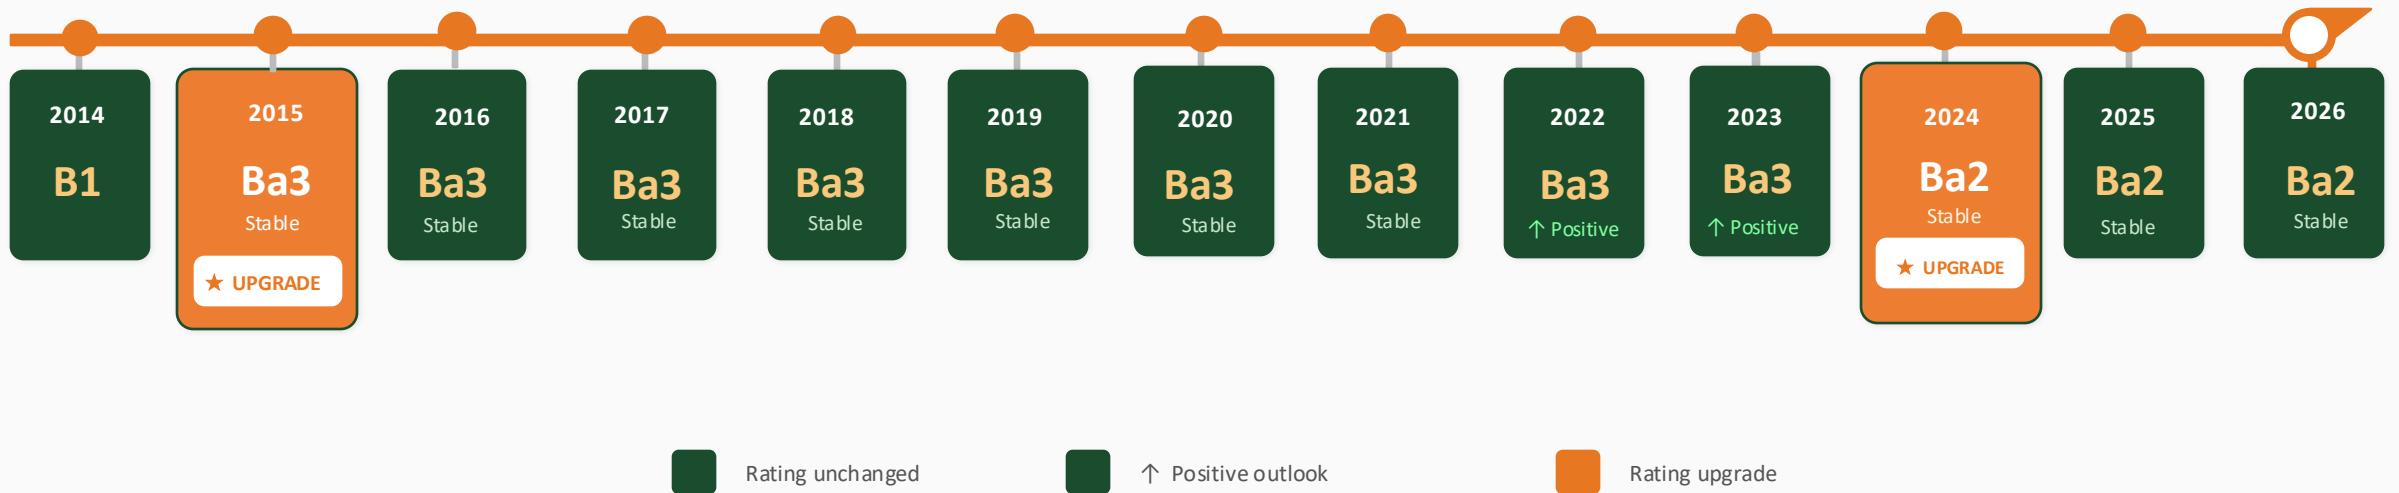 2014
B1
2015
Ba3
Stable
★ UPGRADE
2016
Ba3
Stable
2017
Ba3
Stable
2018
Ba3
Stable
2019
Ba3
Stable
2020
Ba3
Stable
2021
Ba3
Stable
2022
Ba3
↑ Positive
2023
Ba3
↑ Positive
2024
Ba2
Stable
★ UPGRADE
2025
Ba2
Stable
2026
Ba2
Stable
Rating unchanged
↑ Positive outlook
Rating upgrade